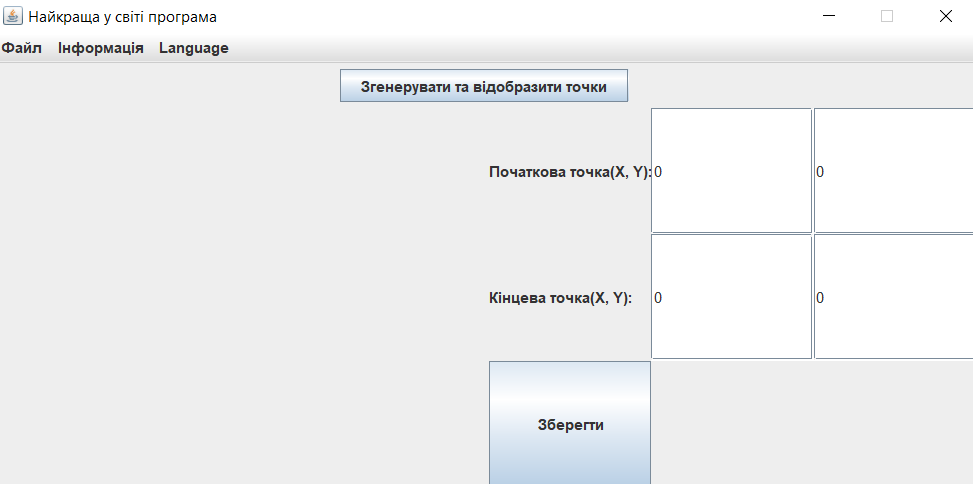 Найкраща у світі програма
Файл Інформація Language
Згенерувати та відобразити точки
Початкова точка(X, Y): 0 0
Кінцева точка(X, Y): 0 0
Зберегти